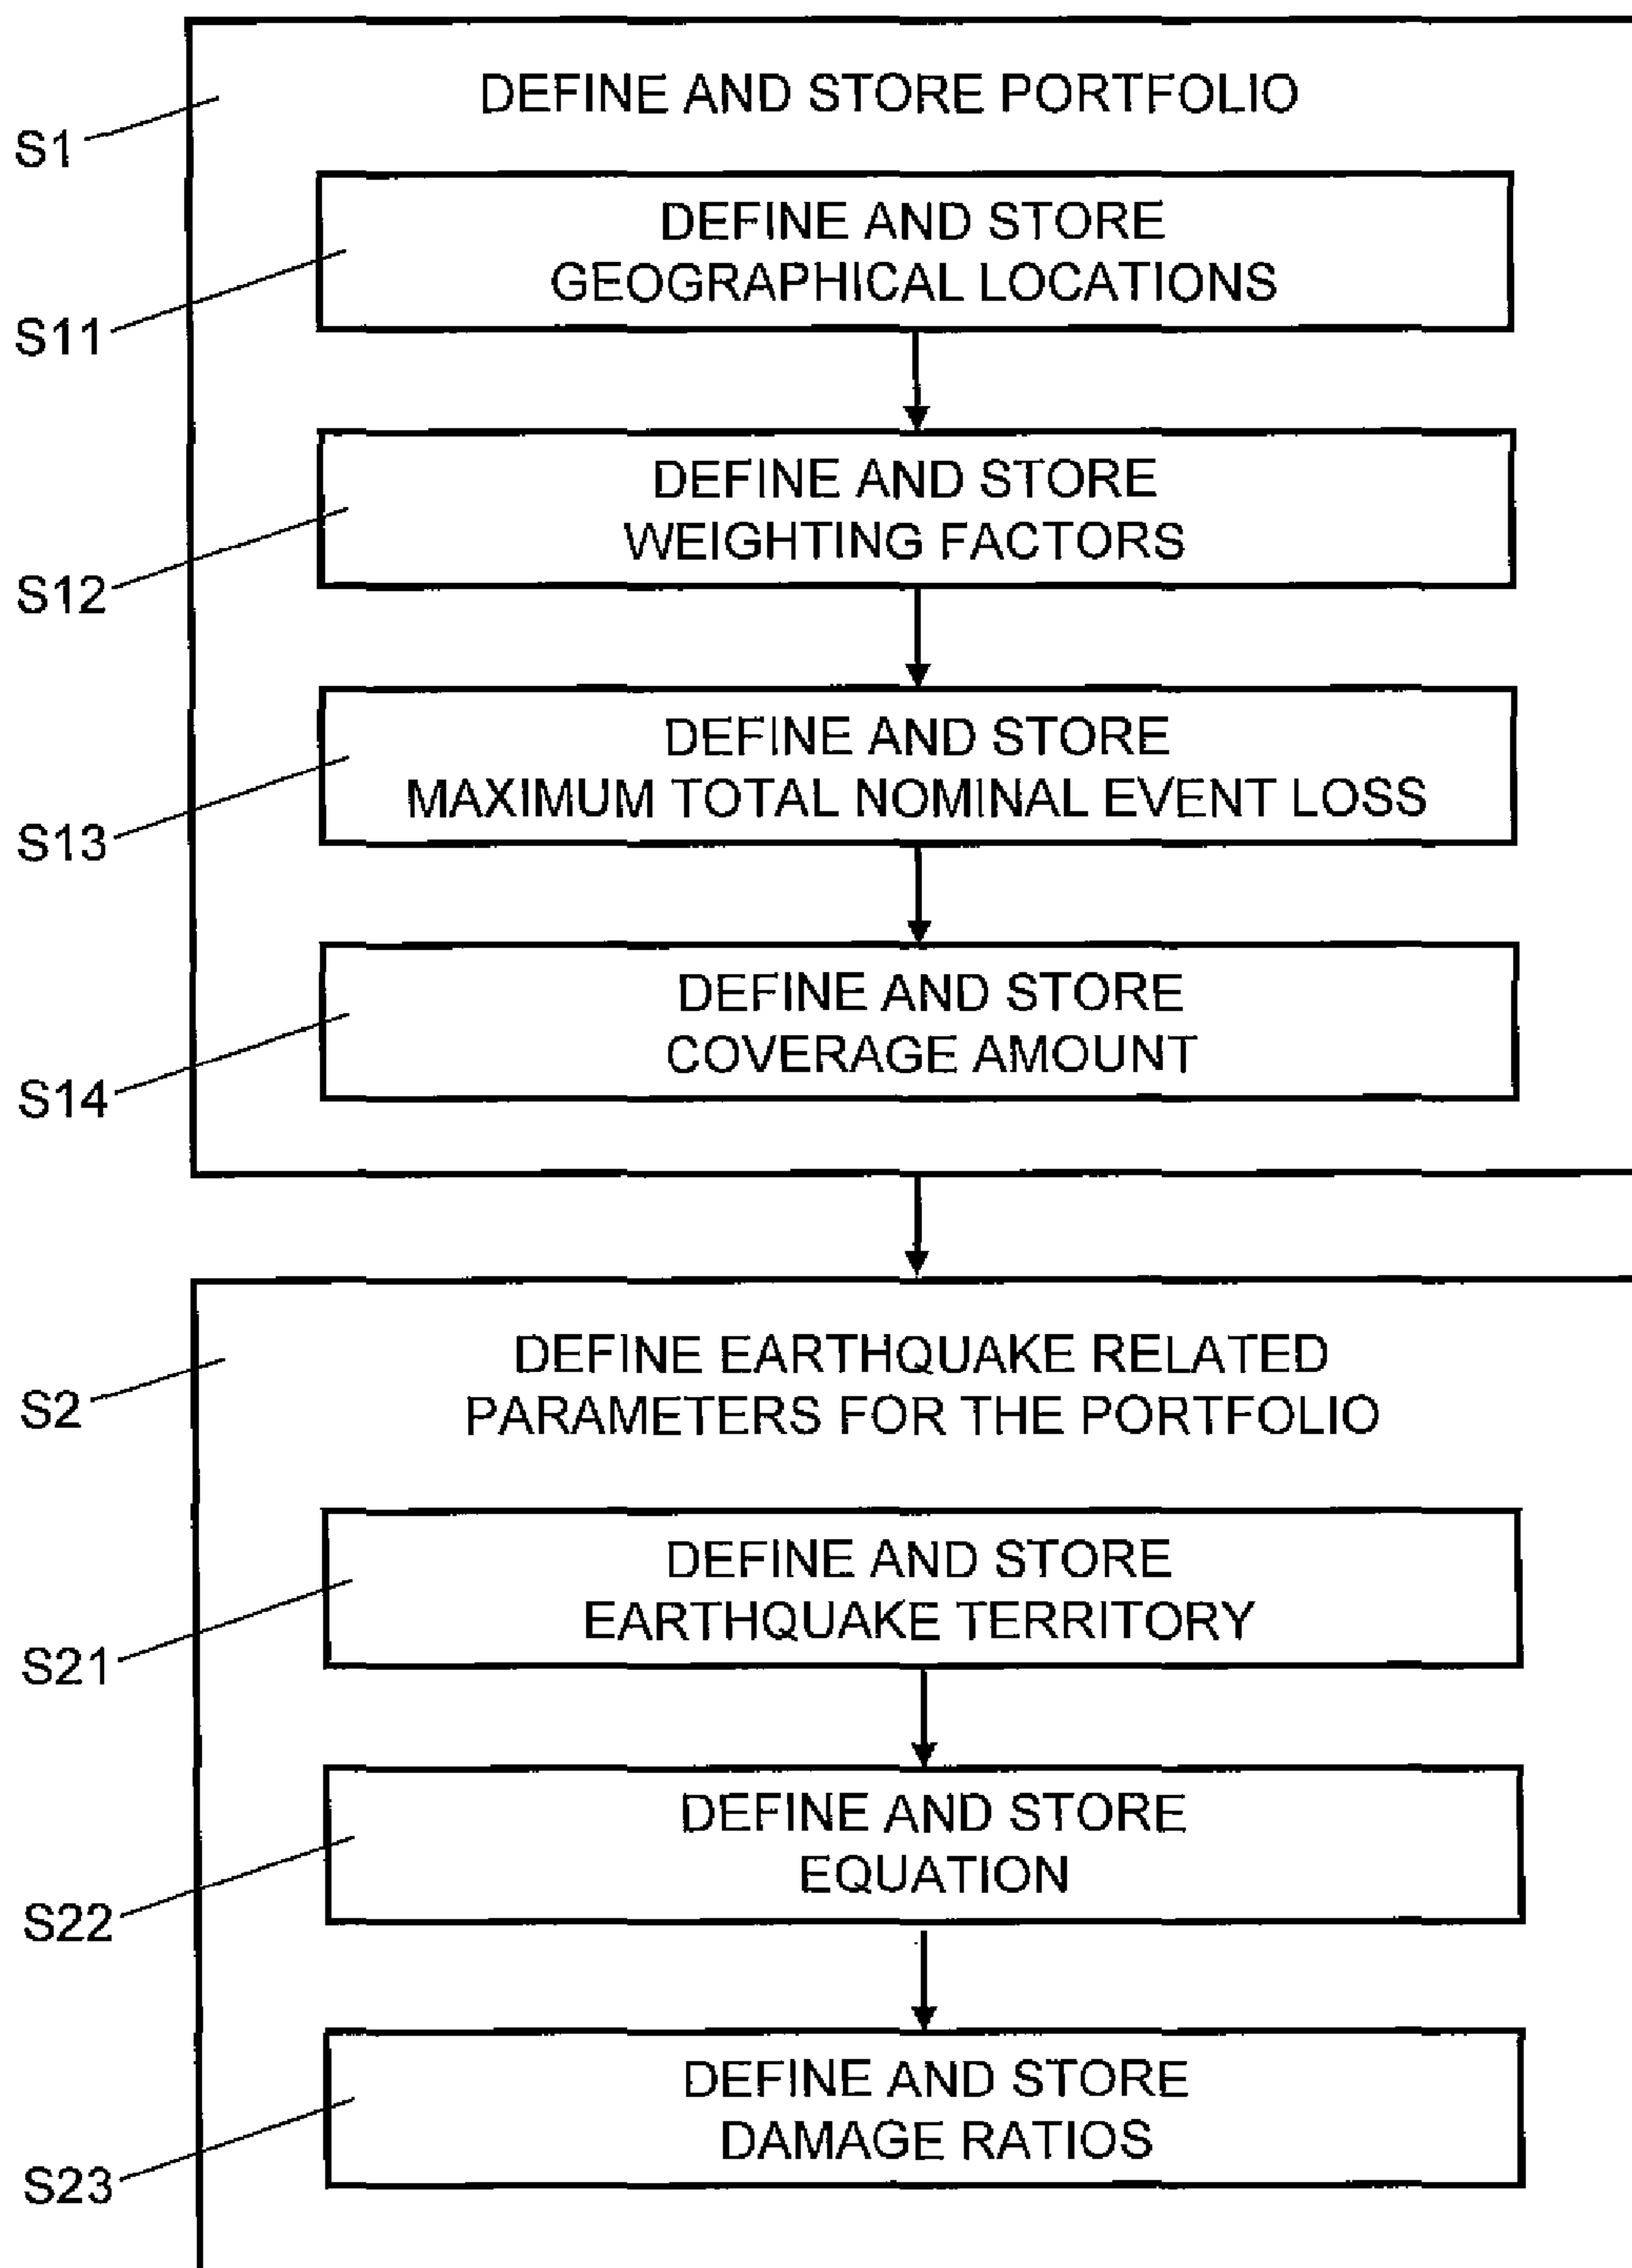 DEFINE AND STORE PORTFOLIO
S1
DEFINE AND STORE
GEOGRAPHICAL LOCATIONS
S11
DEFINE AND STORE
WEIGHTING FACTORS
S12
DEFINE AND STORE
MAXIMUM TOTAL NOMINAL EVENT LOSS
S13
DEFINE AND STORE
COVERAGE AMOUNT
S14
DEFINE EARTHQUAKE RELATED
PARAMETERS FOR THE PORTFOLIO
S2
DEFINE AND STORE
EARTHQUAKE TERRITORY
S21
DEFINE AND STORE
EQUATION
S22
DEFINE AND STORE
DAMAGE RATIOS
S23